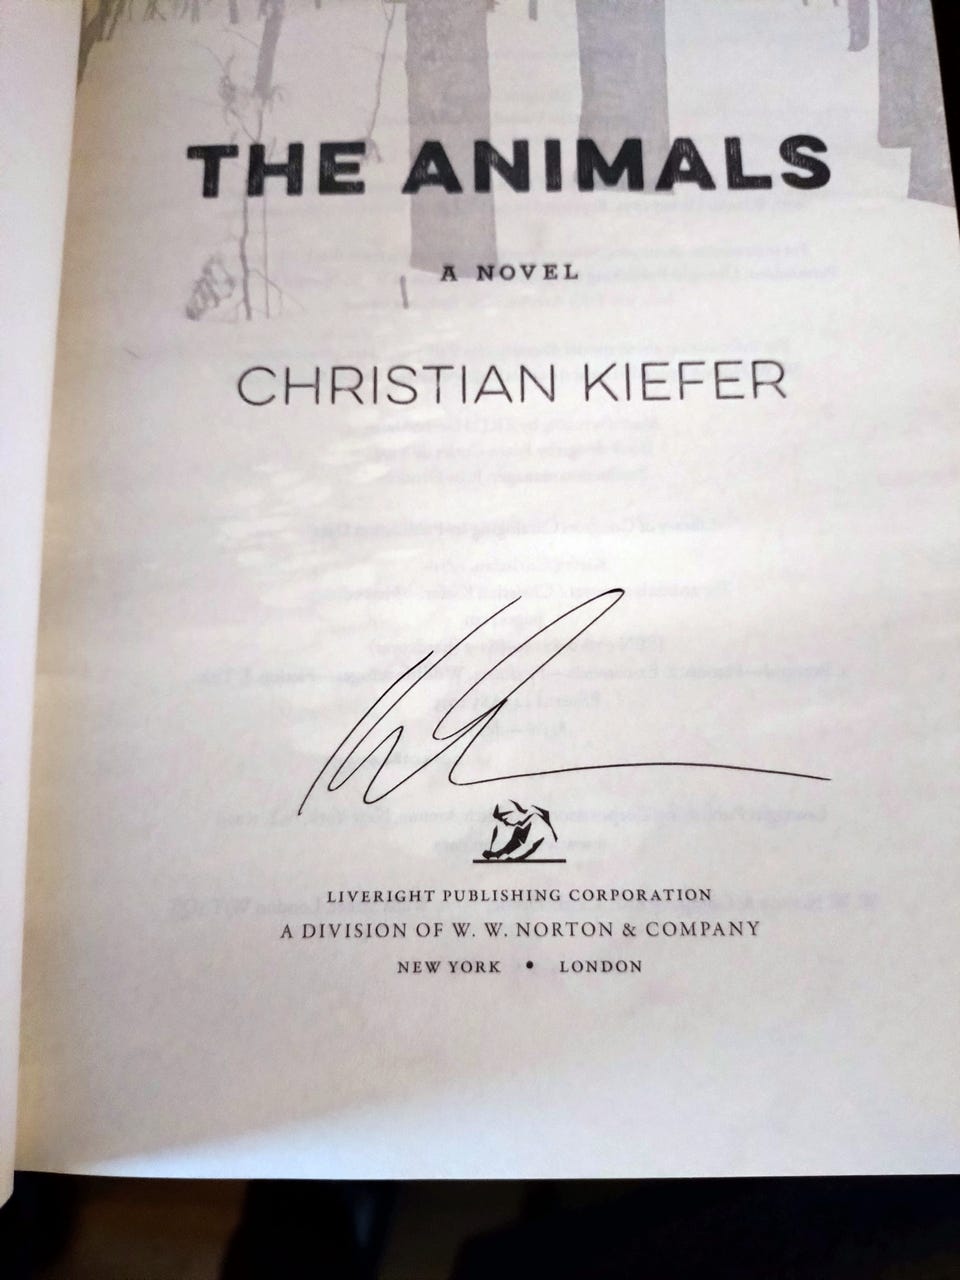 THE ANIMALS
A NOVEL
CHRISTIAN KIEFER
LIVERIGHT PUBLISHING CORPORATION
A DIVISION OF W. W. NORTON & COMPANY
NEW YORK • LONDON